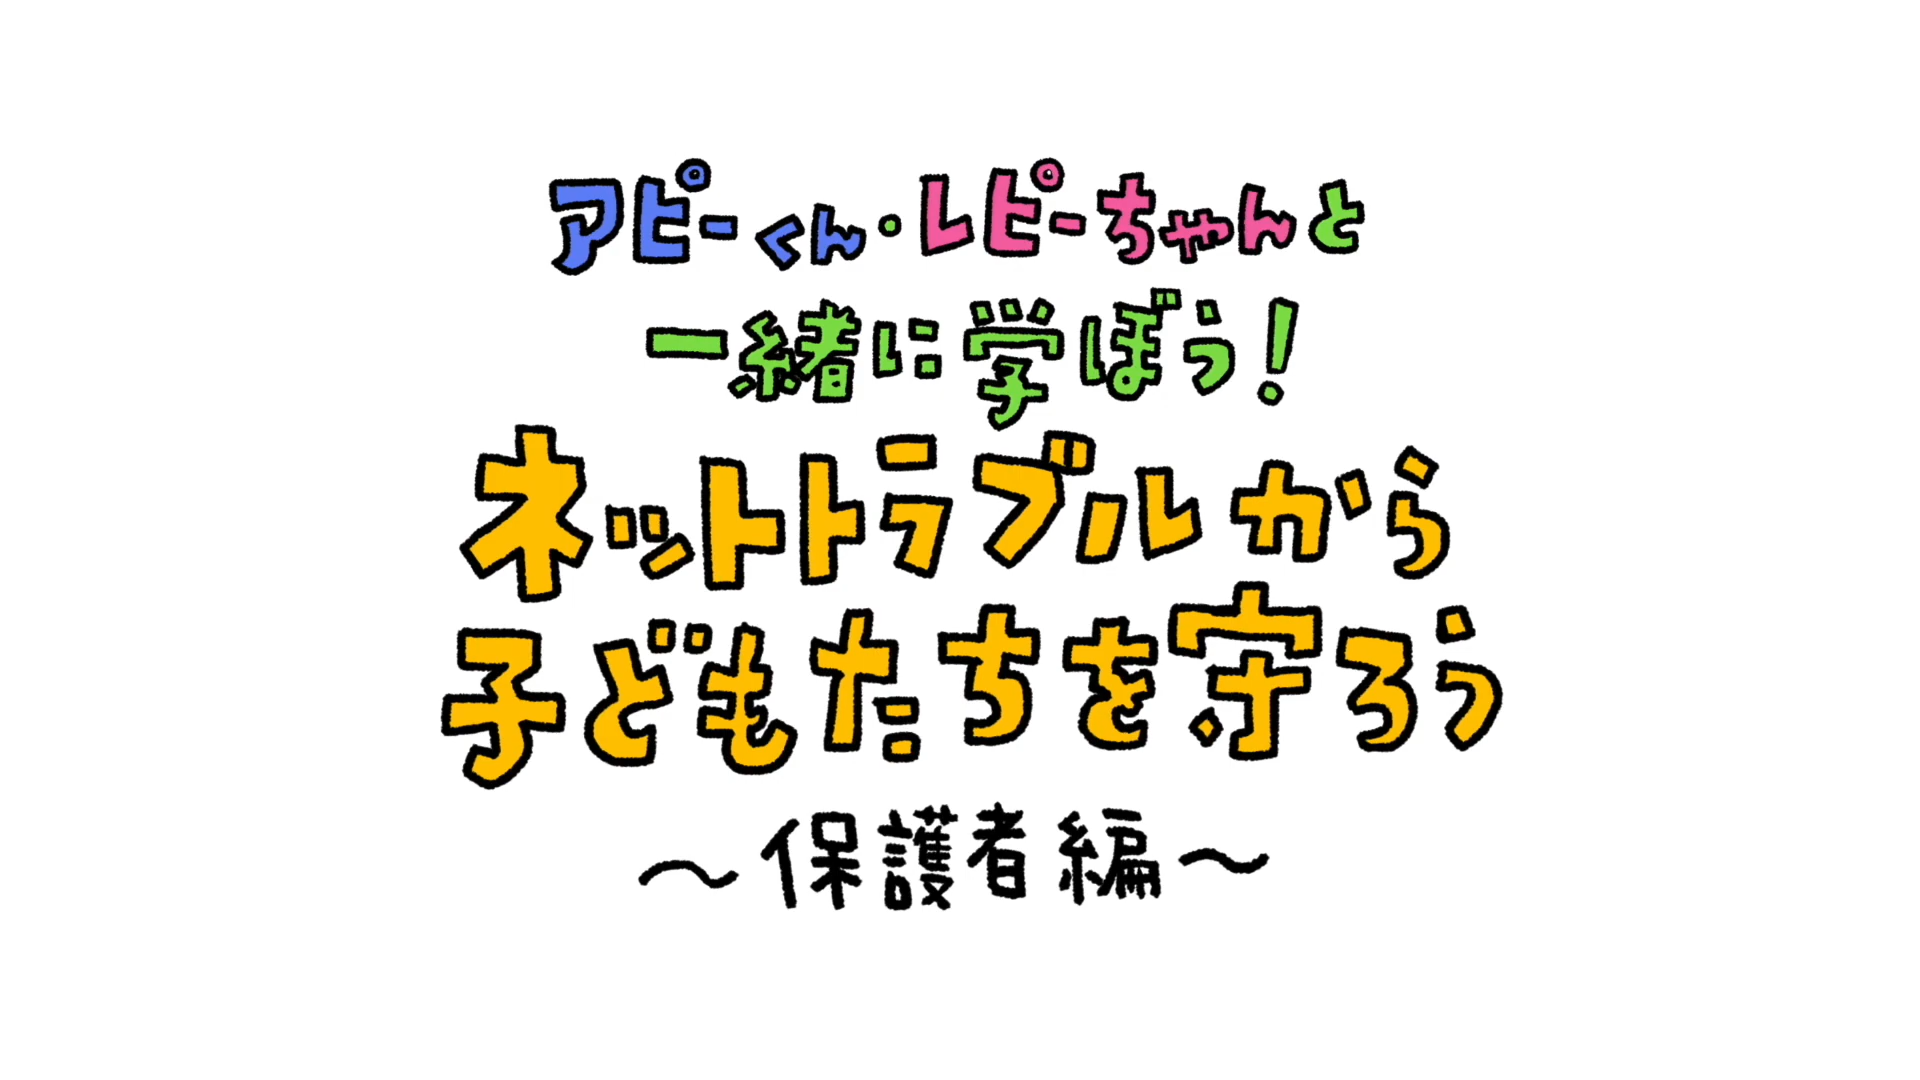 アピーくん・レピーちゃんと
一緒に学ぼう！
ネットトラブルから
子どもたちを守ろう
～保護者編～